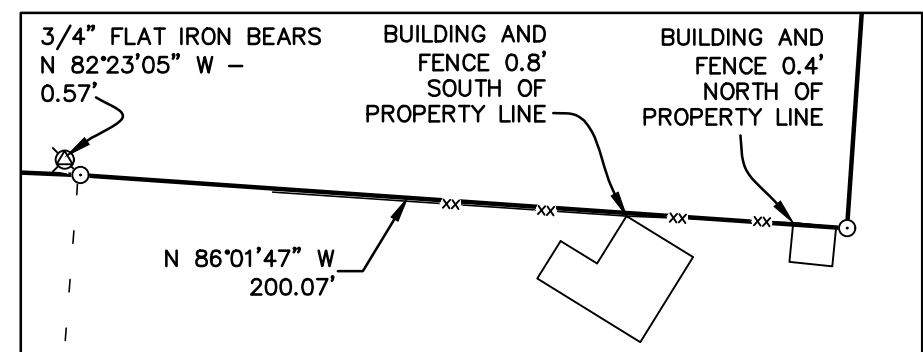 3/4" FLAT IRON BEARS
N 82°23'05" W –
0.57'
BUILDING AND
FENCE 0.8'
SOUTH OF
PROPERTY LINE
BUILDING AND
FENCE 0.4'
NORTH OF
PROPERTY LINE
XX XX XX XX
N 86°01'47" W
200.07'